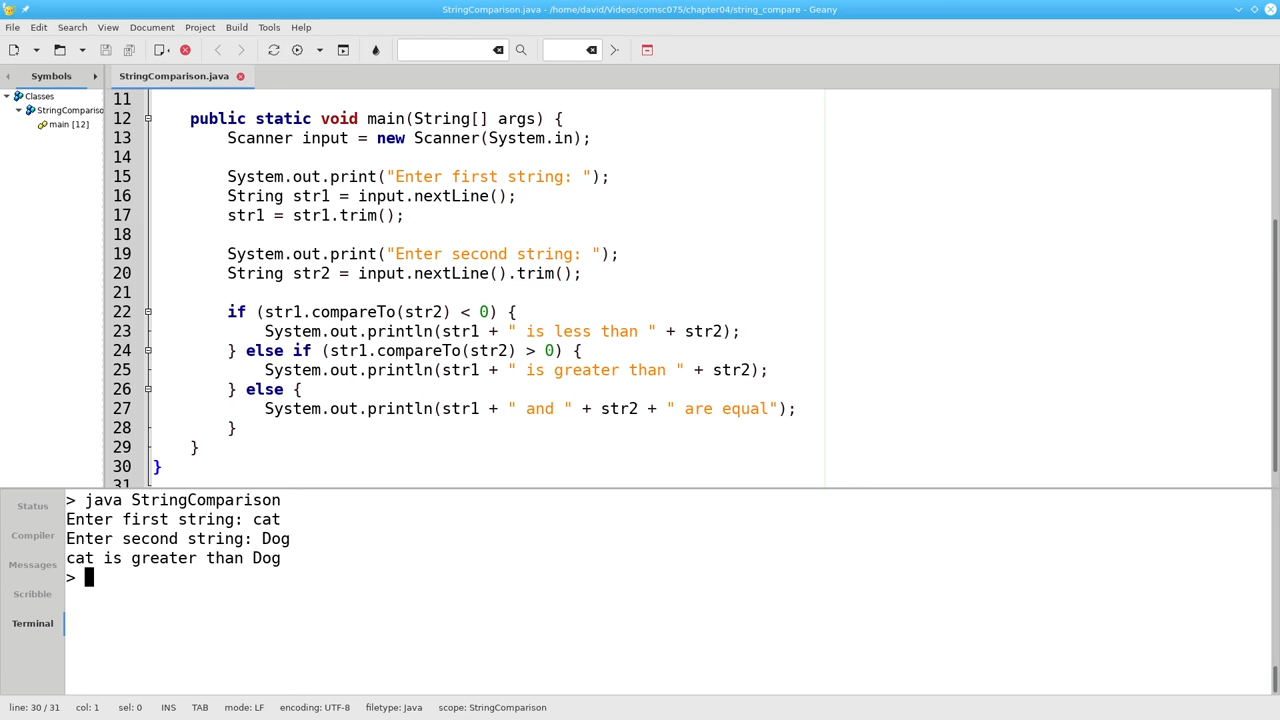 StringComparison.java - /home/david/Videos/comsc075/chapter04/string_compare - Geany
File Edit Search View Document Project Build Tools Help
Symbols StringComparison.java
Classes
StringCompariso
main [12]
11
12 public static void main(String[] args) {
13 Scanner input = new Scanner(System.in);
14
15 System.out.print("Enter first string: ");
16 String str1 = input.nextLine();
17 str1 = str1.trim();
18
19 System.out.print("Enter second string: ");
20 String str2 = input.nextLine().trim();
21
22 if (str1.compareTo(str2) < 0) {
23 System.out.println(str1 + " is less than " + str2);
24 } else if (str1.compareTo(str2) > 0) {
25 System.out.println(str1 + " is greater than " + str2);
26 } else {
27 System.out.println(str1 + " and " + str2 + " are equal");
28 }
29 }
30 }
31
Status
Compiler
Messages
Scribble
Terminal
> java StringComparison
Enter first string: cat
Enter second string: Dog
cat is greater than Dog
>
line: 30 / 31 col: 1 sel: 0 INS TAB mode: LF encoding: UTF-8 filetype: Java scope: StringComparison